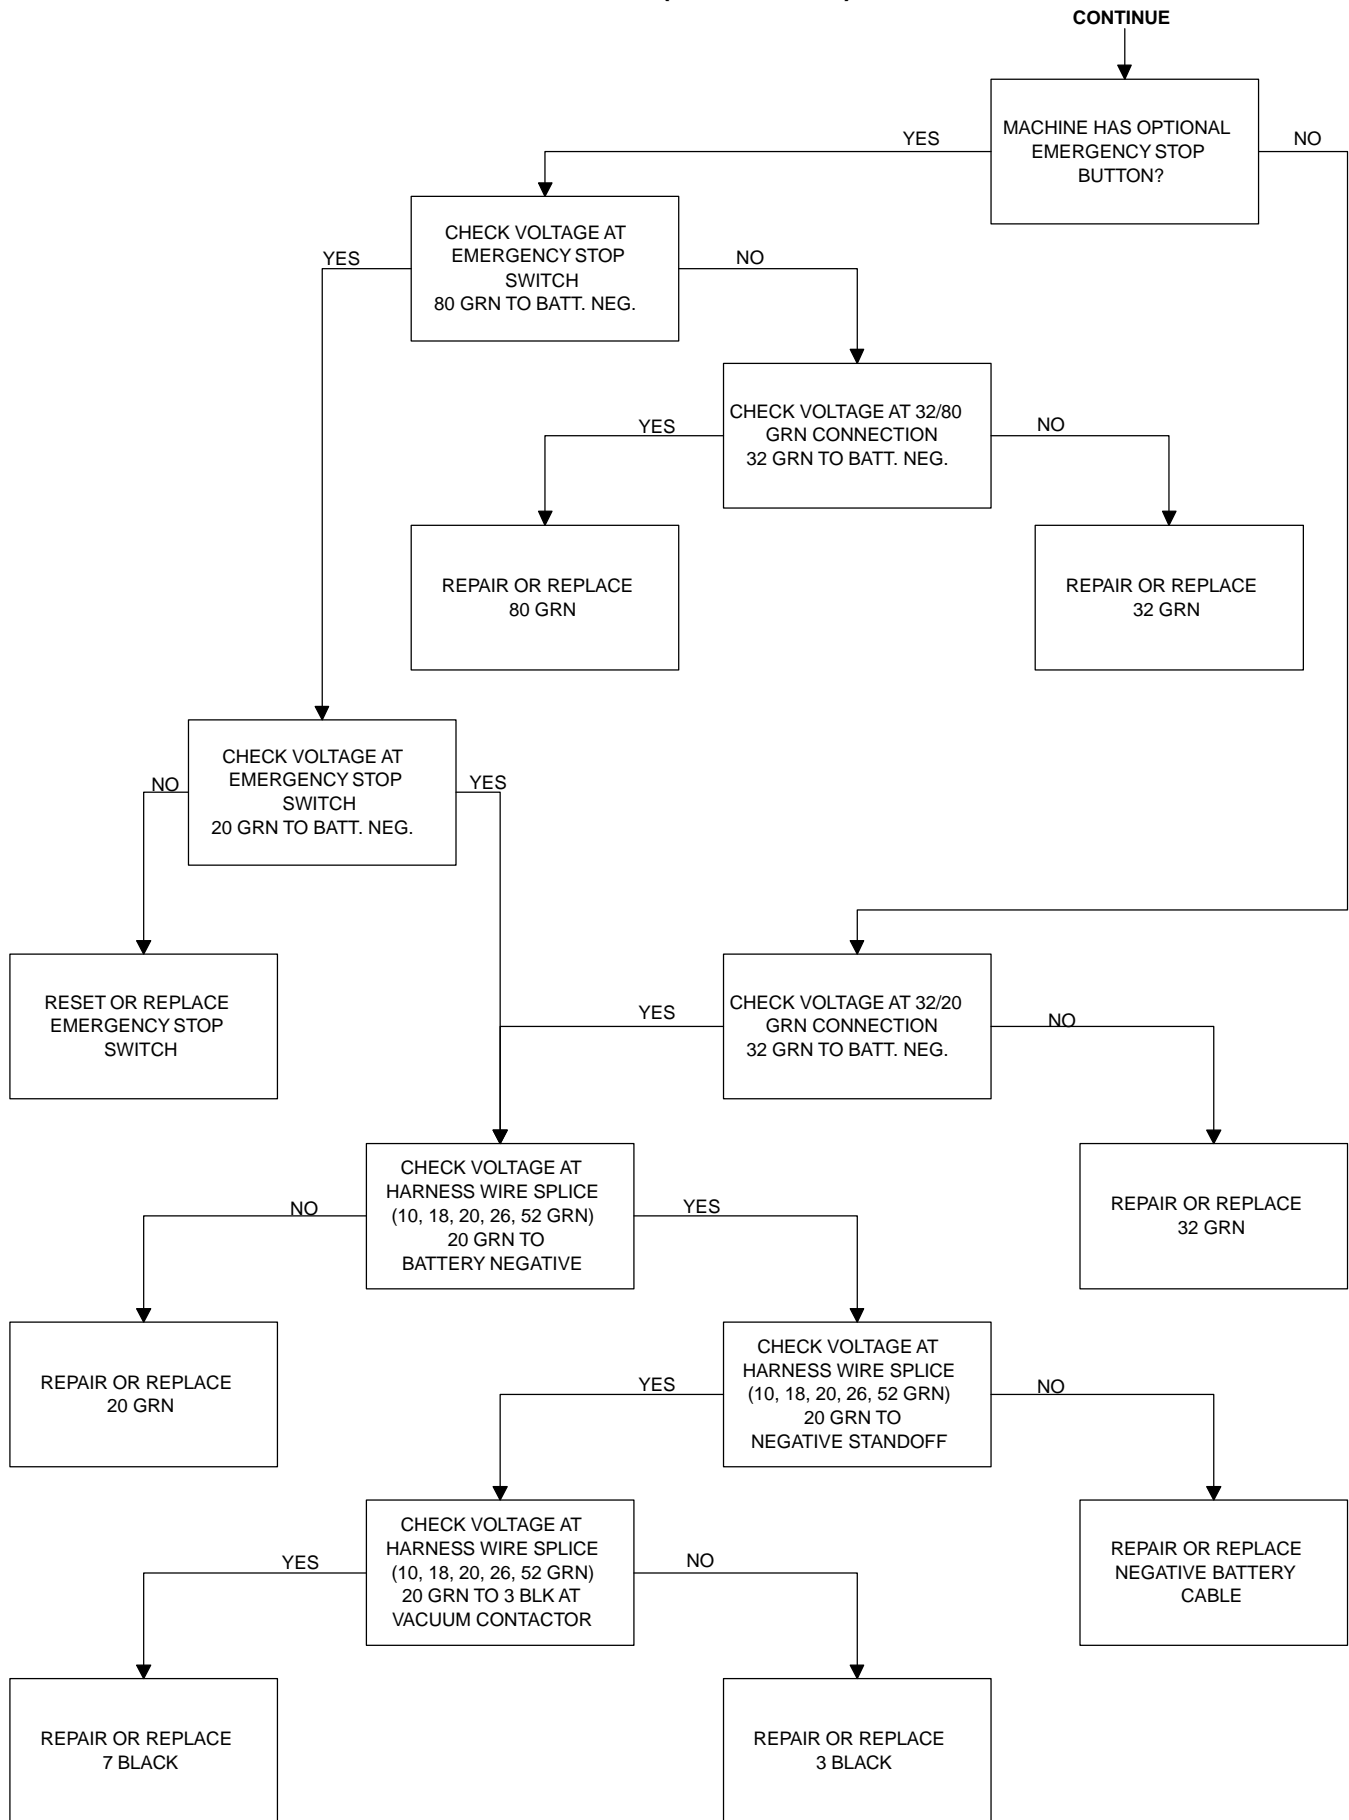 CONTINUE
MACHINE HAS OPTIONAL
EMERGENCY STOP
BUTTON?
YES
NO
CHECK VOLTAGE AT
EMERGENCY STOP
SWITCH
80 GRN TO BATT. NEG.
YES
NO
CHECK VOLTAGE AT 32/80
GRN CONNECTION
32 GRN TO BATT. NEG.
YES
NO
REPAIR OR REPLACE
80 GRN
REPAIR OR REPLACE
32 GRN
CHECK VOLTAGE AT
EMERGENCY STOP
SWITCH
20 GRN TO BATT. NEG.
NO
YES
RESET OR REPLACE
EMERGENCY STOP
SWITCH
CHECK VOLTAGE AT 32/20
GRN CONNECTION
32 GRN TO BATT. NEG.
YES
NO
CHECK VOLTAGE AT
HARNESS WIRE SPLICE
(10, 18, 20, 26, 52 GRN)
20 GRN TO
BATTERY NEGATIVE
NO
YES
REPAIR OR REPLACE
32 GRN
REPAIR OR REPLACE
20 GRN
CHECK VOLTAGE AT
HARNESS WIRE SPLICE
(10, 18, 20, 26, 52 GRN)
20 GRN TO
NEGATIVE STANDOFF
YES
NO
CHECK VOLTAGE AT
HARNESS WIRE SPLICE
(10, 18, 20, 26, 52 GRN)
20 GRN TO 3 BLK AT
VACUUM CONTACTOR
YES
NO
REPAIR OR REPLACE
NEGATIVE BATTERY
CABLE
REPAIR OR REPLACE
7 BLACK
REPAIR OR REPLACE
3 BLACK